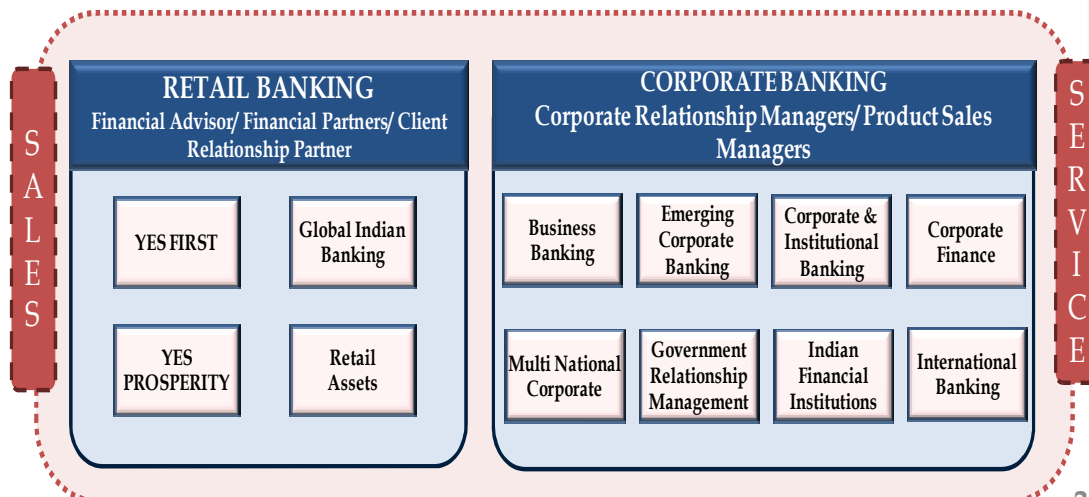 SALES
RETAIL BANKING
Financial Advisor/ Financial Partners/ Client
Relationship Partner
YES FIRST
Global Indian
Banking
YES
PROSPERITY
Retail
Assets
CORPORATE BANKING
Corporate Relationship Managers/ Product Sales
Managers
Business
Banking
Emerging
Corporate
Banking
Corporate &
Institutional
Banking
Corporate
Finance
Multi National
Corporate
Government
Relationship
Management
Indian
Financial
Institutions
International
Banking
SERVICE